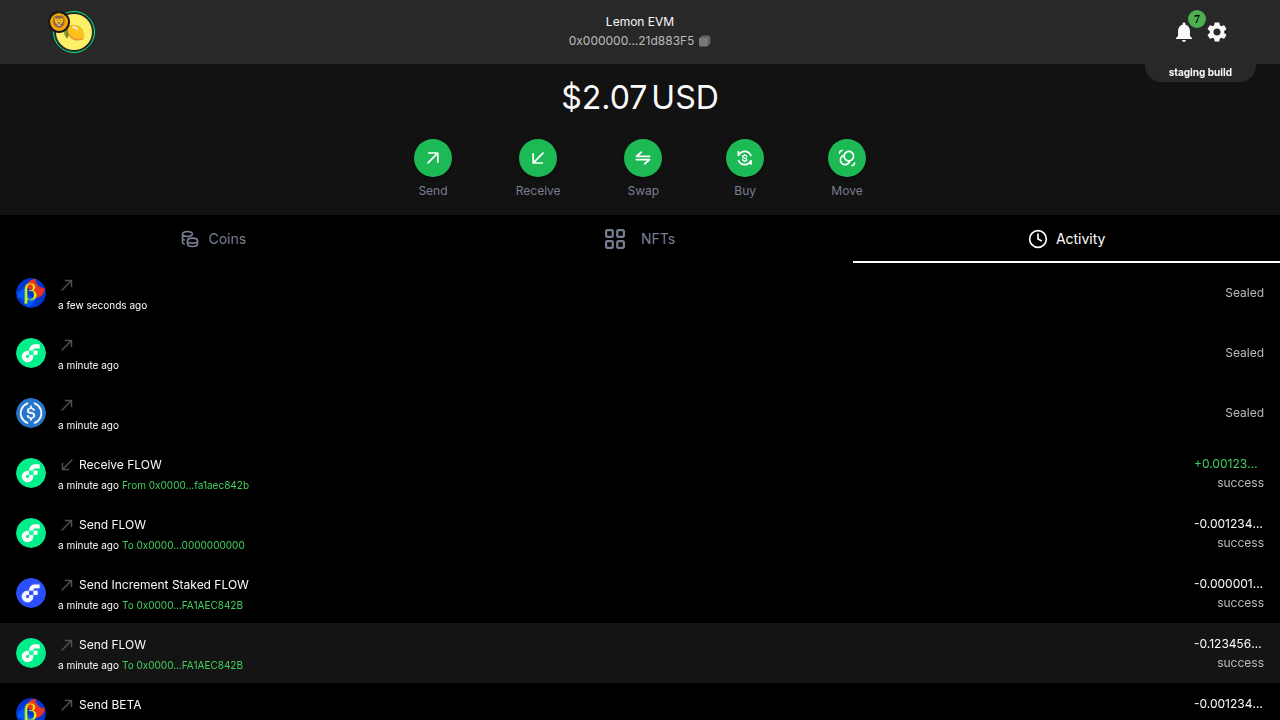 Lemon EVM
0x000000...21d883F5
7
staging build
$2.07 USD
Send
Receive
Swap
Buy
Move
Coins
NFTs
Activity
a few seconds ago
Sealed
a minute ago
Sealed
a minute ago
Sealed
Receive FLOW
+0.00123...
a minute ago From 0x0000...fa1aec842b
success
Send FLOW
-0.001234...
a minute ago To 0x0000...0000000000
success
Send Increment Staked FLOW
-0.000001...
a minute ago To 0x0000...FA1AEC842B
success
Send FLOW
-0.123456...
a minute ago To 0x0000...FA1AEC842B
success
Send BETA
-0.001234...